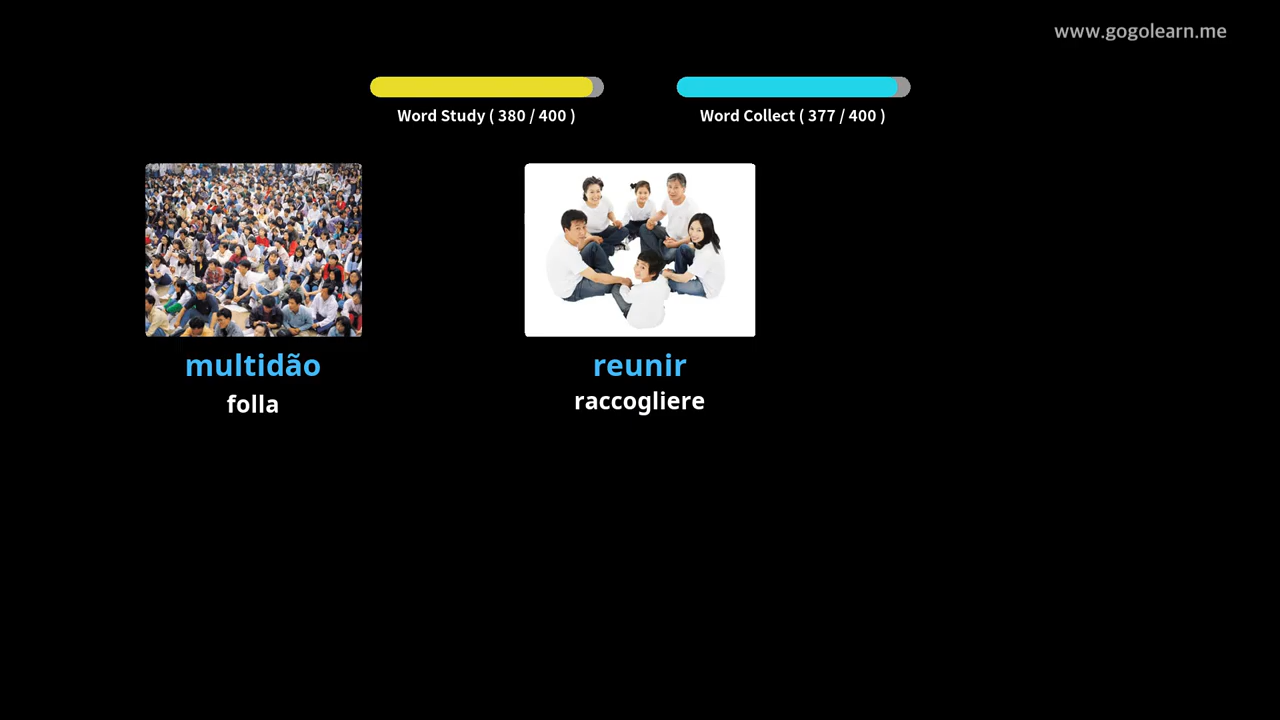 www.gogolearn.me
Word Study ( 380 / 400 )
Word Collect ( 377 / 400 )
multidão
folla
reunir
raccogliere